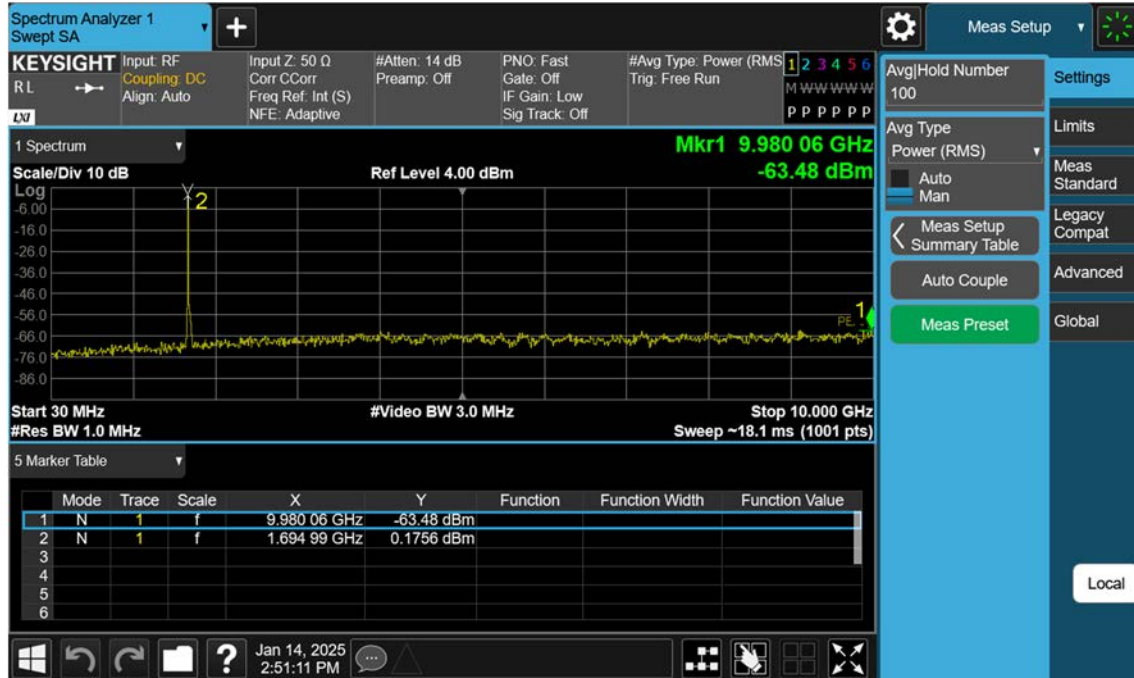 Spectrum Analyzer 1
Swept SA
+
Meas Setup
KEYSIGHT
RL
LXI
Input: RF
Coupling: DC
Align: Auto
Input Z: 50 Ω
Corr CCorr
Freq Ref: Int (S)
NFE: Adaptive
#Atten: 14 dB
Preamp: Off
PNO: Fast
Gate: Off
IF Gain: Low
Sig Track: Off
#Avg Type: Power (RMS
Trig: Free Run
1 2 3 4 5 6
M W W W W W
P P P P P P
1 Spectrum
Mkr1 9.980 06 GHz
-63.48 dBm
Scale/Div 10 dB
Ref Level 4.00 dBm
Log
2
-6.00
-16.0
-26.0
-36.0
-46.0
-56.0
-66.0
-76.0
-86.0
1
Start 30 MHz
#Video BW 3.0 MHz
Stop 10.000 GHz
#Res BW 1.0 MHz
Sweep ~18.1 ms (1001 pts)
5 Marker Table
Mode Trace Scale X Y Function Function Width Function Value
1 N 1 f 9.980 06 GHz -63.48 dBm
2 N 1 f 1.694 99 GHz 0.1756 dBm
3
4
5
6
Avg|Hold Number
100
Avg Type
Power (RMS)
Auto
Man
Meas Setup
Summary Table
Auto Couple
Meas Preset
Settings
Limits
Meas
Standard
Legacy
Compat
Advanced
Global
Local
?
Jan 14, 2025
2:51:11 PM